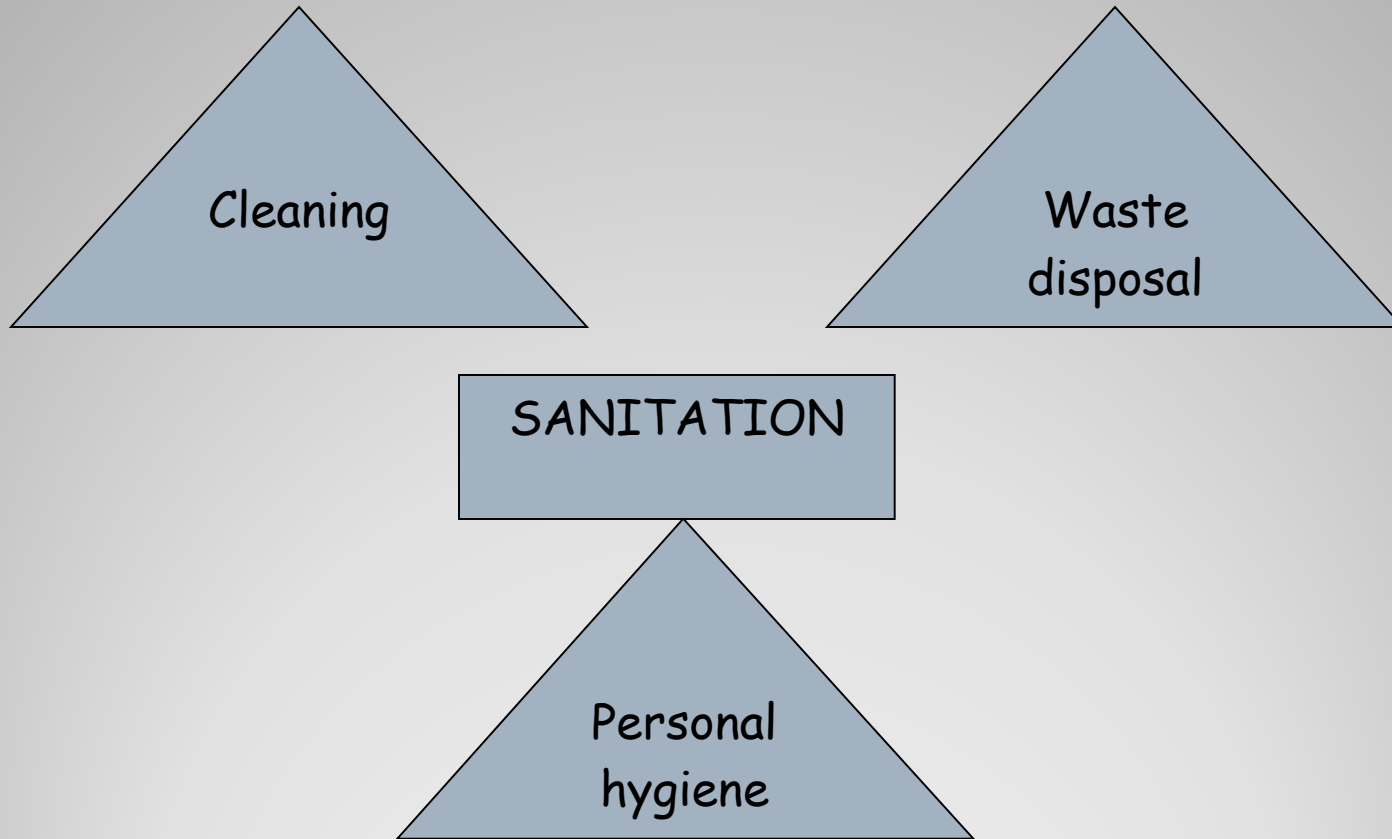 Cleaning
Waste
disposal
SANITATION
Personal
hygiene